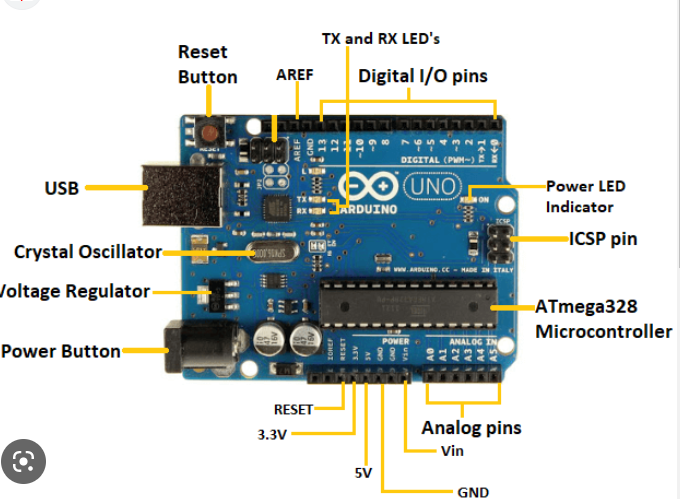 TX and RX LED's
Reset
Button
AREF
Digital I/O pins
RESET
AREF
GND
13
12
~11
~10
~9
8
7
~6
~5
4
~3
2
TX→1
RX←0
DIGITAL (PWM~)
L
USB
TX
RX
ARDUINO
UNO
ON
Power LED
Indicator
ICSP
ICSP pin
Crystal Oscillator
WWW.ARDUINO.CC - MADE IN ITALY
Voltage Regulator
ATmega328
Microcontroller
Power Button
POWER
ANALOG IN
IOREF
RESET
3.3V
5V
GND
GND
Vin
A0
A1
A2
A3
A4
A5
RESET
3.3V
5V
GND
Vin
Analog pins